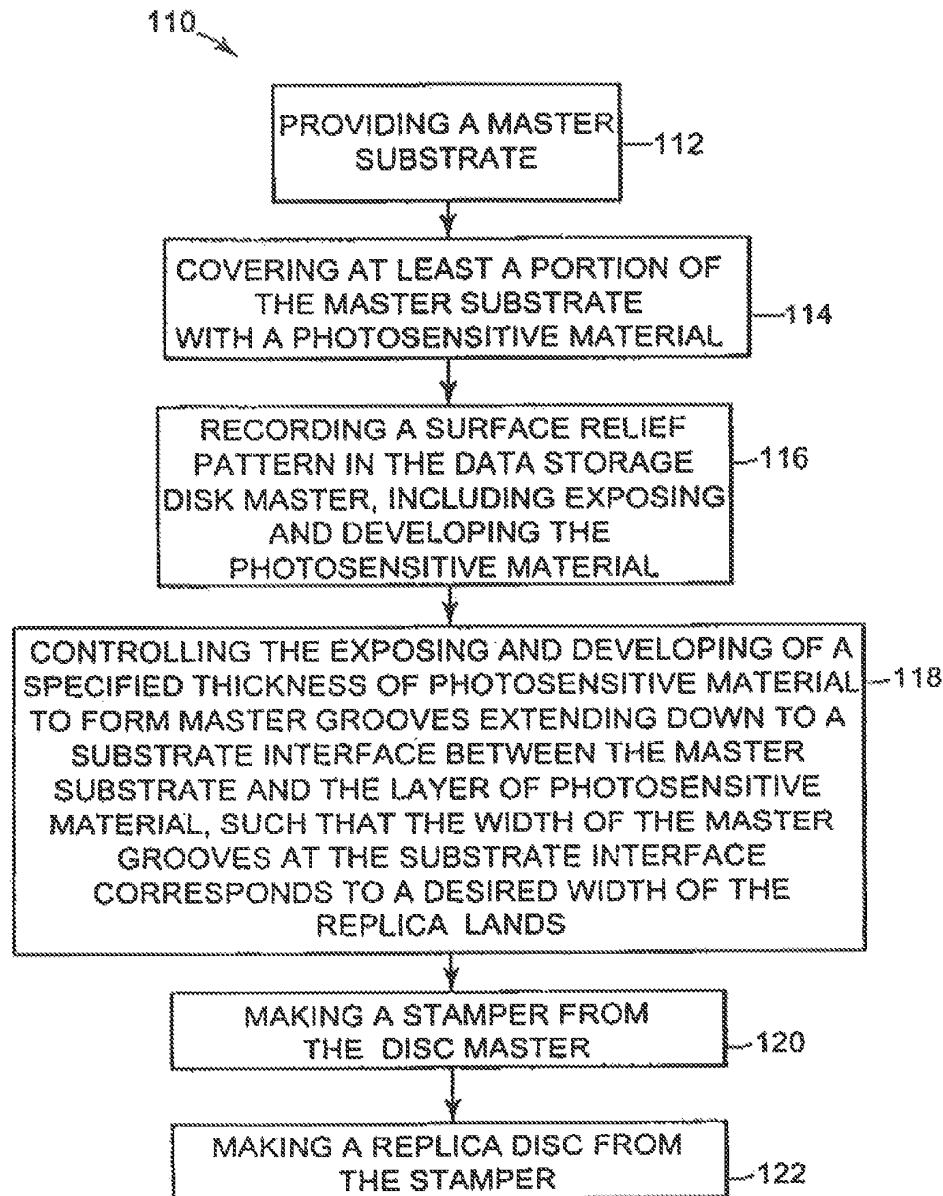 110
PROVIDING A MASTER
SUBSTRATE
112
COVERING AT LEAST A PORTION OF
THE MASTER SUBSTRATE
WITH A PHOTOSENSITIVE MATERIAL
114
RECORDING A SURFACE RELIEF
PATTERN IN THE DATA STORAGE
DISK MASTER, INCLUDING EXPOSING
AND DEVELOPING THE
PHOTOSENSITIVE MATERIAL
116
CONTROLLING THE EXPOSING AND DEVELOPING OF A
SPECIFIED THICKNESS OF PHOTOSENSITIVE MATERIAL
TO FORM MASTER GROOVES EXTENDING DOWN TO A
SUBSTRATE INTERFACE BETWEEN THE MASTER
SUBSTRATE AND THE LAYER OF PHOTOSENSITIVE
MATERIAL, SUCH THAT THE WIDTH OF THE MASTER
GROOVES AT THE SUBSTRATE INTERFACE
CORRESPONDS TO A DESIRED WIDTH OF THE
REPLICA LANDS
118
MAKING A STAMPER FROM
THE DISC MASTER
120
MAKING A REPLICA DISC FROM
THE STAMPER
122